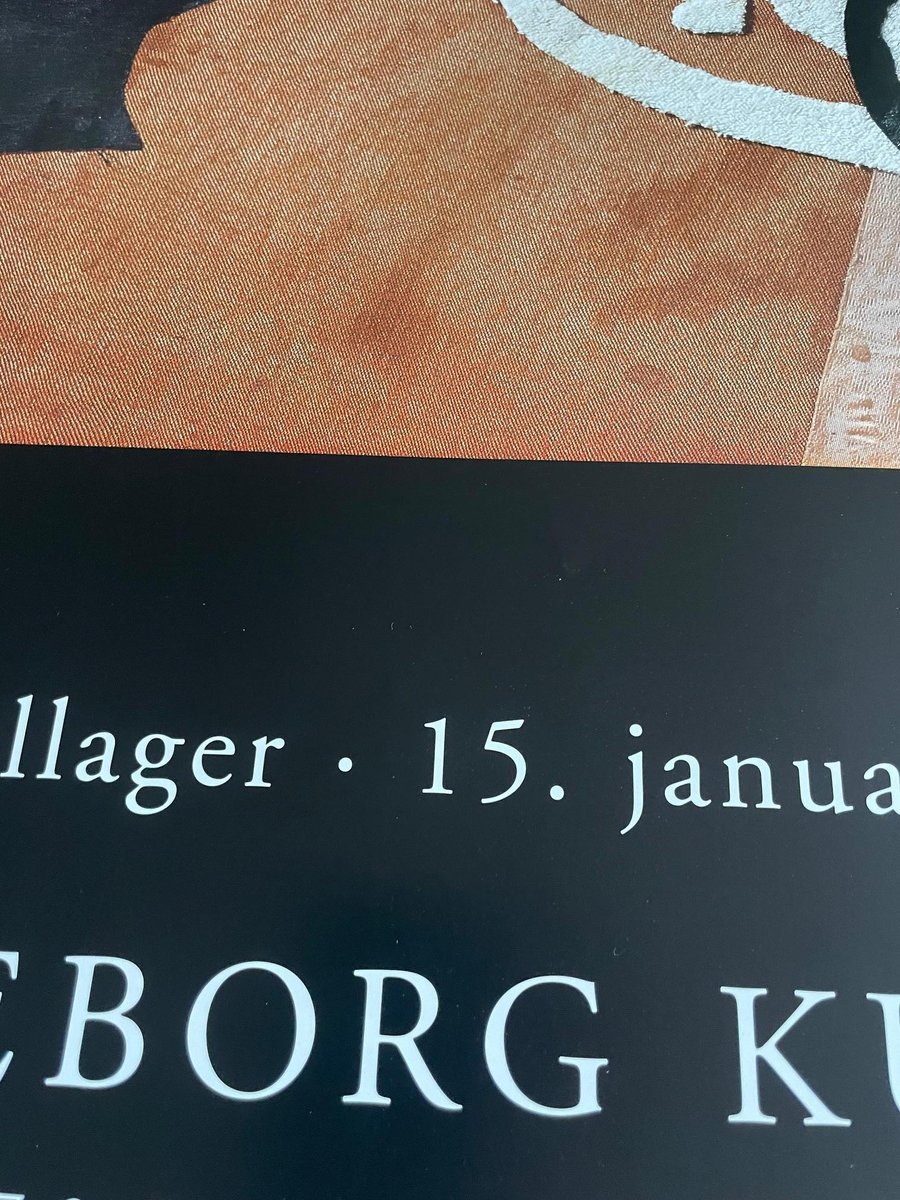 llager · 15. janua
EBORG KU